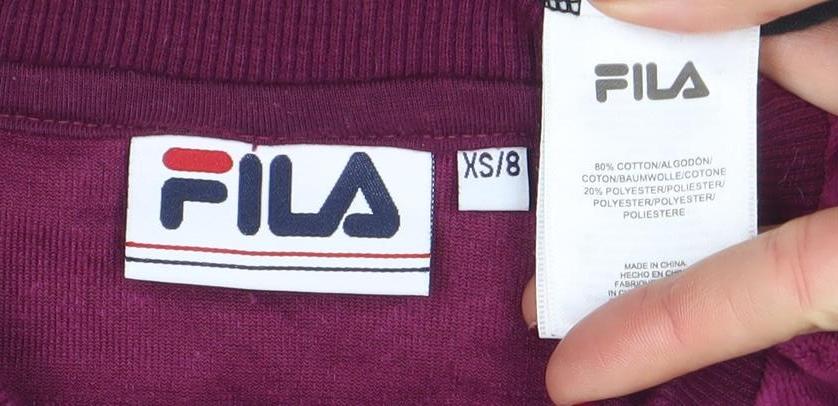 FILA
XS/8
FILA
80% COTTON/ALGODÓN/
COTON/BAUMWOLLE/COTONE
20% POLYESTER/POLIESTER/
POLYESTER/POLYESTER/
POLIESTERE
MADE IN CHINA
HECHO EN